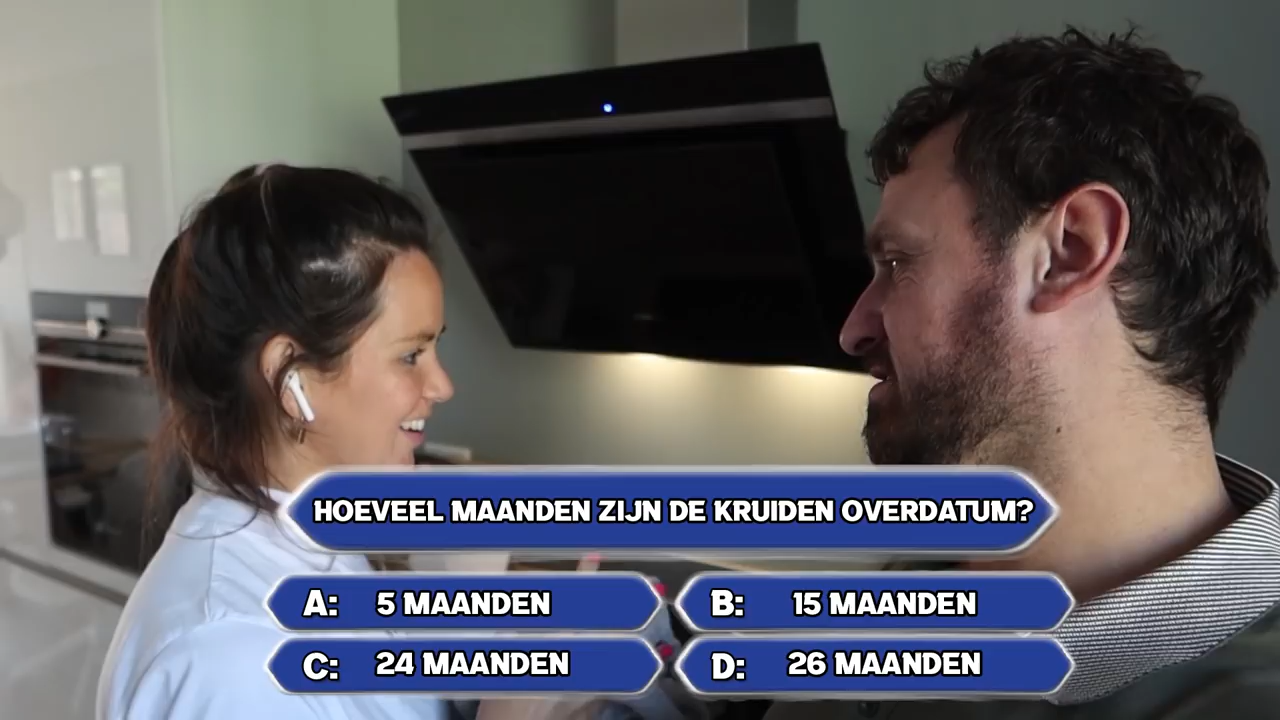 HOEVEEL MAANDEN ZIJN DE KRUIDEN OVERDATUM?
A: 5 MAANDEN
B: 15 MAANDEN
C: 24 MAANDEN
D: 26 MAANDEN